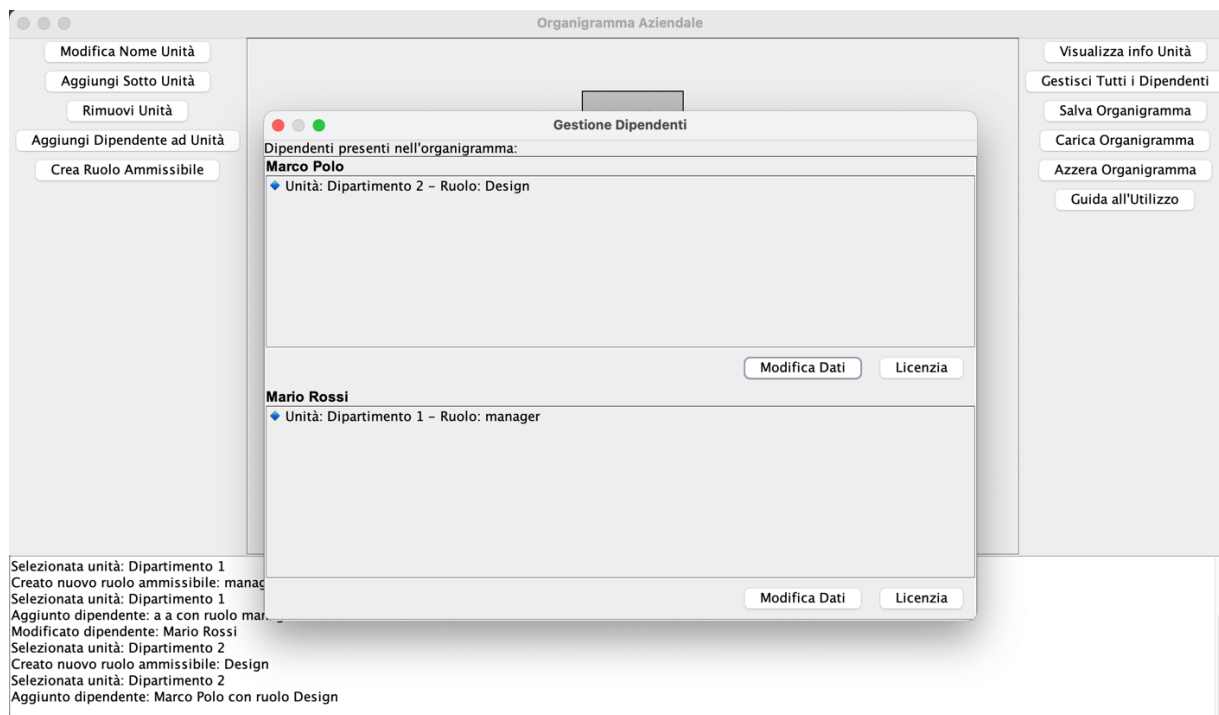 Organigramma Aziendale
Modifica Nome Unità
Aggiungi Sotto Unità
Rimuovi Unità
Aggiungi Dipendente ad Unità
Crea Ruolo Ammissibile
Visualizza info Unità
Gestisci Tutti i Dipendenti
Salva Organigramma
Carica Organigramma
Azzera Organigramma
Guida all'Utilizzo
Gestione Dipendenti
Dipendenti presenti nell'organigramma:
Marco Polo
Unità: Dipartimento 2 – Ruolo: Design
Modifica Dati Licenzia
Mario Rossi
Unità: Dipartimento 1 – Ruolo: manager
Modifica Dati Licenzia
Selezionata unità: Dipartimento 1
Creato nuovo ruolo ammissibile:
Selezionata unità: Dipartimento 1
Aggiunto dipendente: a a con ruolo
Modificato dipendente: Mario Rossi
Selezionata unità: Dipartimento 2
Creato nuovo ruolo ammissibile: Design
Selezionata unità: Dipartimento 2
Aggiunto dipendente: Marco Polo con ruolo Design